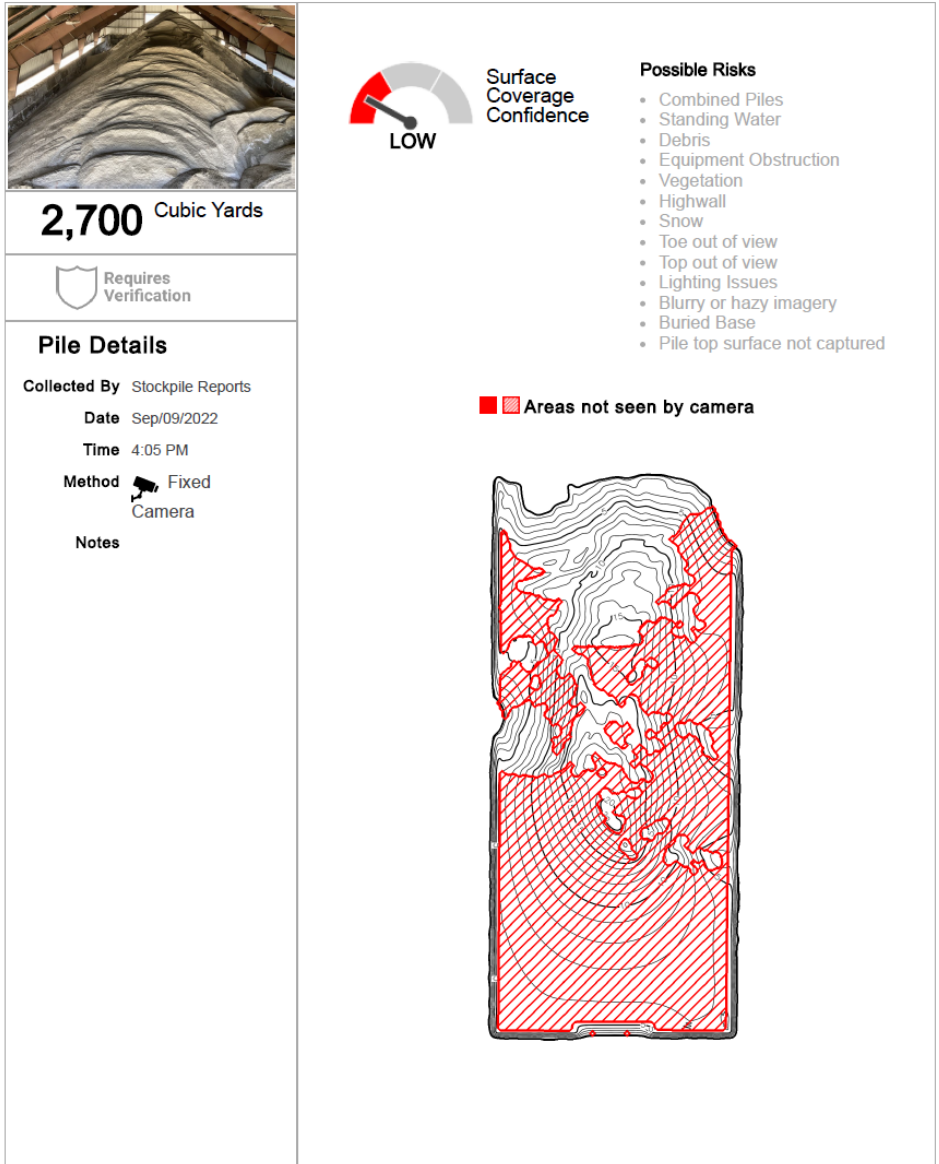 2,700 Cubic Yards
Requires
Verification
Pile Details
Collected By Stockpile Reports
Date Sep/09/2022
Time 4:05 PM
Method Fixed
Camera
Notes
LOW
Surface
Coverage
Confidence
Possible Risks
Combined Piles
Standing Water
Debris
Equipment Obstruction
Vegetation
Highwall
Snow
Toe out of view
Top out of view
Lighting Issues
Blurry or hazy imagery
Buried Base
Pile top surface not captured
Areas not seen by camera
15
20
10